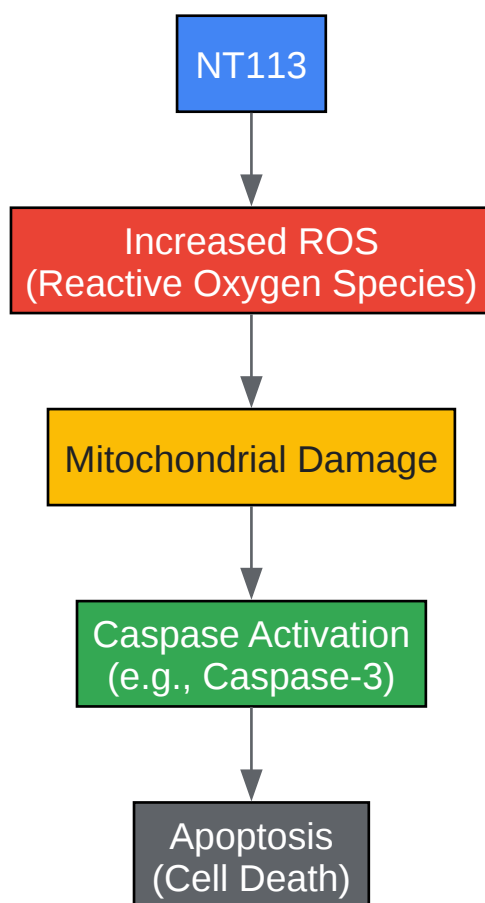 NT113
Increased ROS
(Reactive Oxygen Species)
Mitochondrial Damage
Caspase Activation
(e.g., Caspase-3)
Apoptosis
(Cell Death)